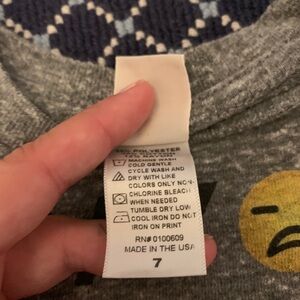 POLYESTER
RAYON
MACHINE WASH
COLD GENTLE
CYCLE WASH AND
DRY WITH LIKE
COLORS ONLY NON-
CHLORINE BLEACH
WHEN NEEDED
TUMBLE DRY LOW
COOL IRON DO NOT
IRON ON PRINT
RN# 0100609
MADE IN THE USA
7